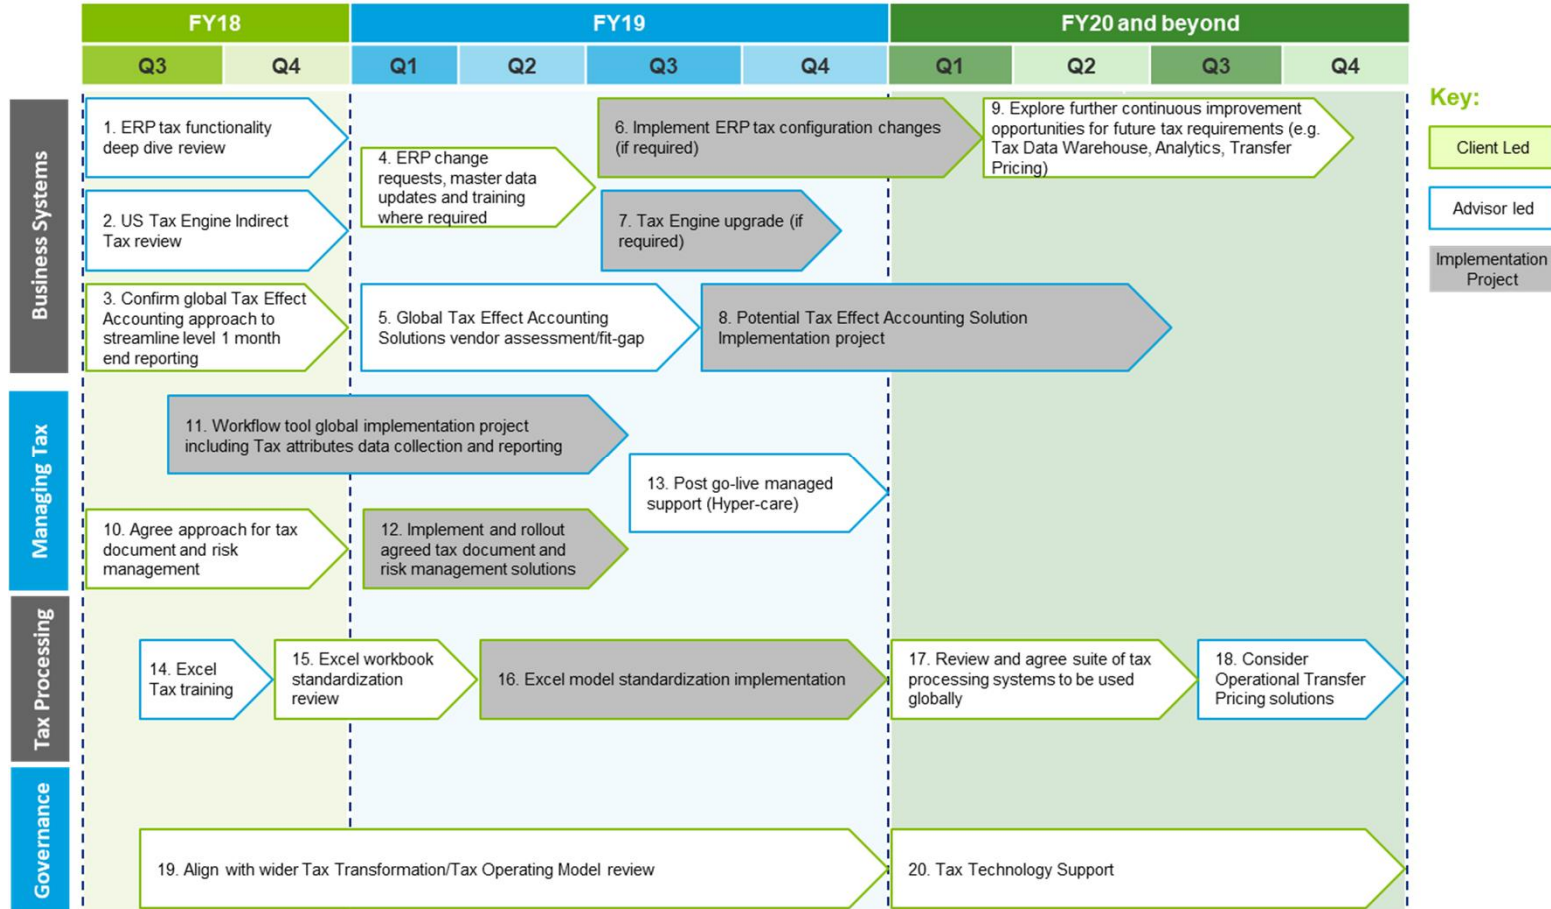 FY18
FY19
FY20 and beyond
Q3
Q4
Q1
Q2
Q3
Q4
Q1
Q2
Q3
Q4
Key:
Client Led
Advisor led
Implementation
Project
Business Systems
1. ERP tax functionality
deep dive review
2. US Tax Engine Indirect
Tax review
3. Confirm global Tax Effect
Accounting approach to
streamline level 1 month
end reporting
4. ERP change
requests, master data
updates and training
where required
5. Global Tax Effect Accounting
Solutions vendor assessment/fit-gap
6. Implement ERP tax configuration changes
(if required)
7. Tax Engine upgrade (if
required)
8. Potential Tax Effect Accounting Solution
Implementation project
9. Explore further continuous improvement
opportunities for future tax requirements (e.g.
Tax Data Warehouse, Analytics, Transfer
Pricing)
Managing Tax
10. Agree approach for tax
document and risk
management
11. Workflow tool global implementation project
including Tax attributes data collection and reporting
12. Implement and rollout
agreed tax document and
risk management solutions
13. Post go-live managed
support (Hyper-care)
Tax Processing
14. Excel
Tax training
15. Excel workbook
standardization
review
16. Excel model standardization implementation
17. Review and agree suite of tax
processing systems to be used
globally
18. Consider
Operational Transfer
Pricing solutions
Governance
19. Align with wider Tax Transformation/Tax Operating Model review
20. Tax Technology Support